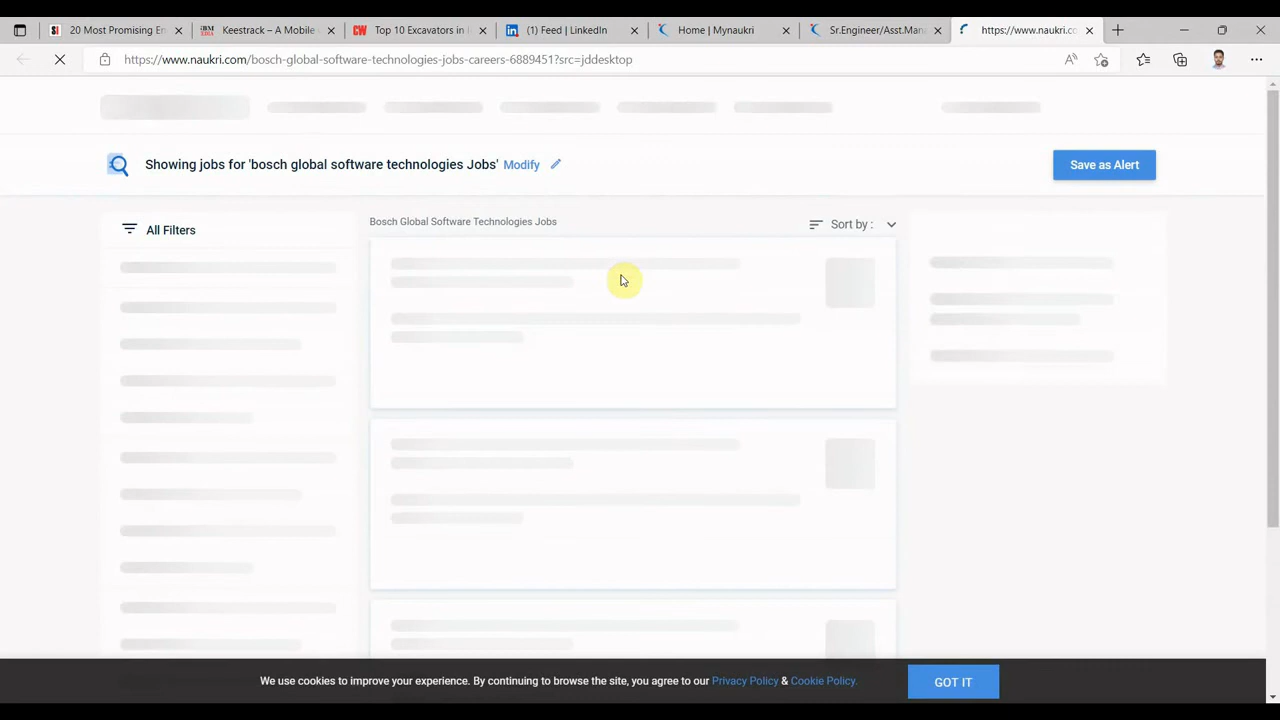 20 Most Promising En
Keestrack – A Mobile
Top 10 Excavators in I
(1) Feed | LinkedIn
Home | Mynaukri
Sr.Engineer/Asst.Man
https://www.naukri.co
https://www.naukri.com/bosch-global-software-technologies-jobs-careers-6889451?src=jddesktop
Showing jobs for 'bosch global software technologies Jobs' Modify
Save as Alert
All Filters
Bosch Global Software Technologies Jobs
Sort by :
We use cookies to improve your experience. By continuing to browse the site, you agree to our Privacy Policy & Cookie Policy.
GOT IT